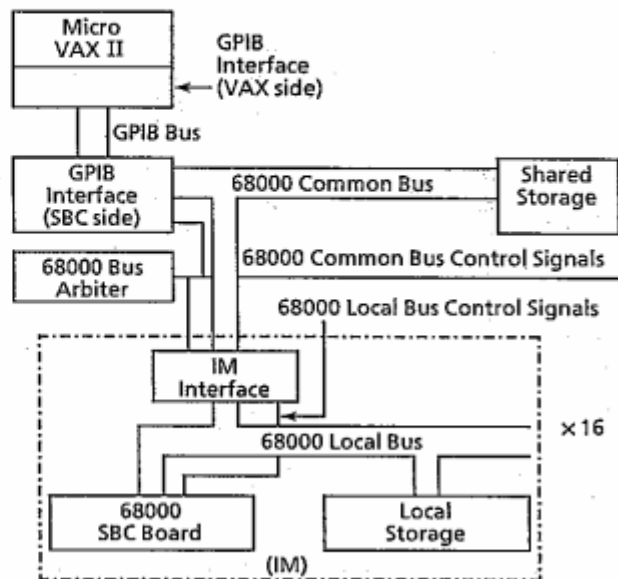 Micro
VAX II
GPIB
Interface
(VAX side)
GPIB Bus
GPIB
Interface
(SBC side)
68000 Common Bus
Shared
Storage
68000 Bus
Arbiter
68000 Common Bus Control Signals
68000 Local Bus Control Signals
IM
Interface
×16
68000 Local Bus
68000
SBC Board
Local
Storage
(IM)